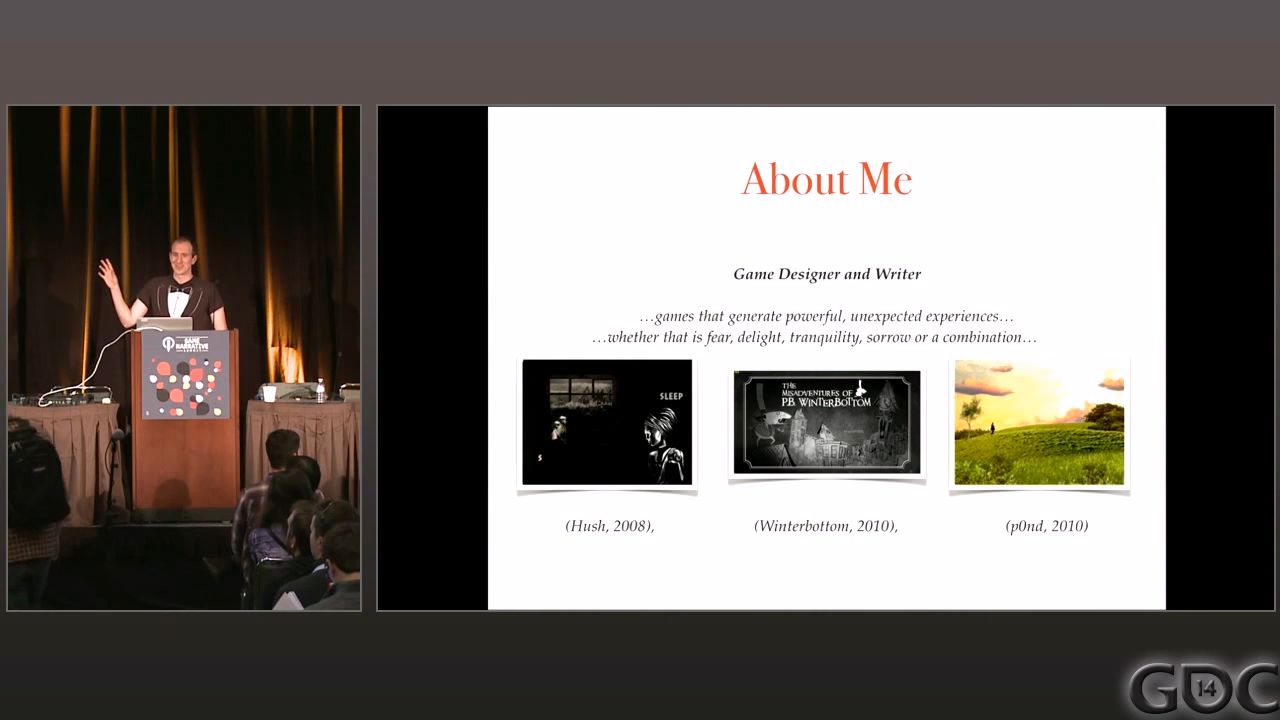 About Me
Game Designer and Writer
…games that generate powerful, unexpected experiences…
…whether that is fear, delight, tranquility, sorrow or a combination…
SLEEP
S
THE
MISADVENTURES OF
P.B. WINTERBOTTOM
(Hush, 2008),
(Winterbottom, 2010),
(p0nd, 2010)
GAME
NARRATIVE
SUMMIT
GDC
14